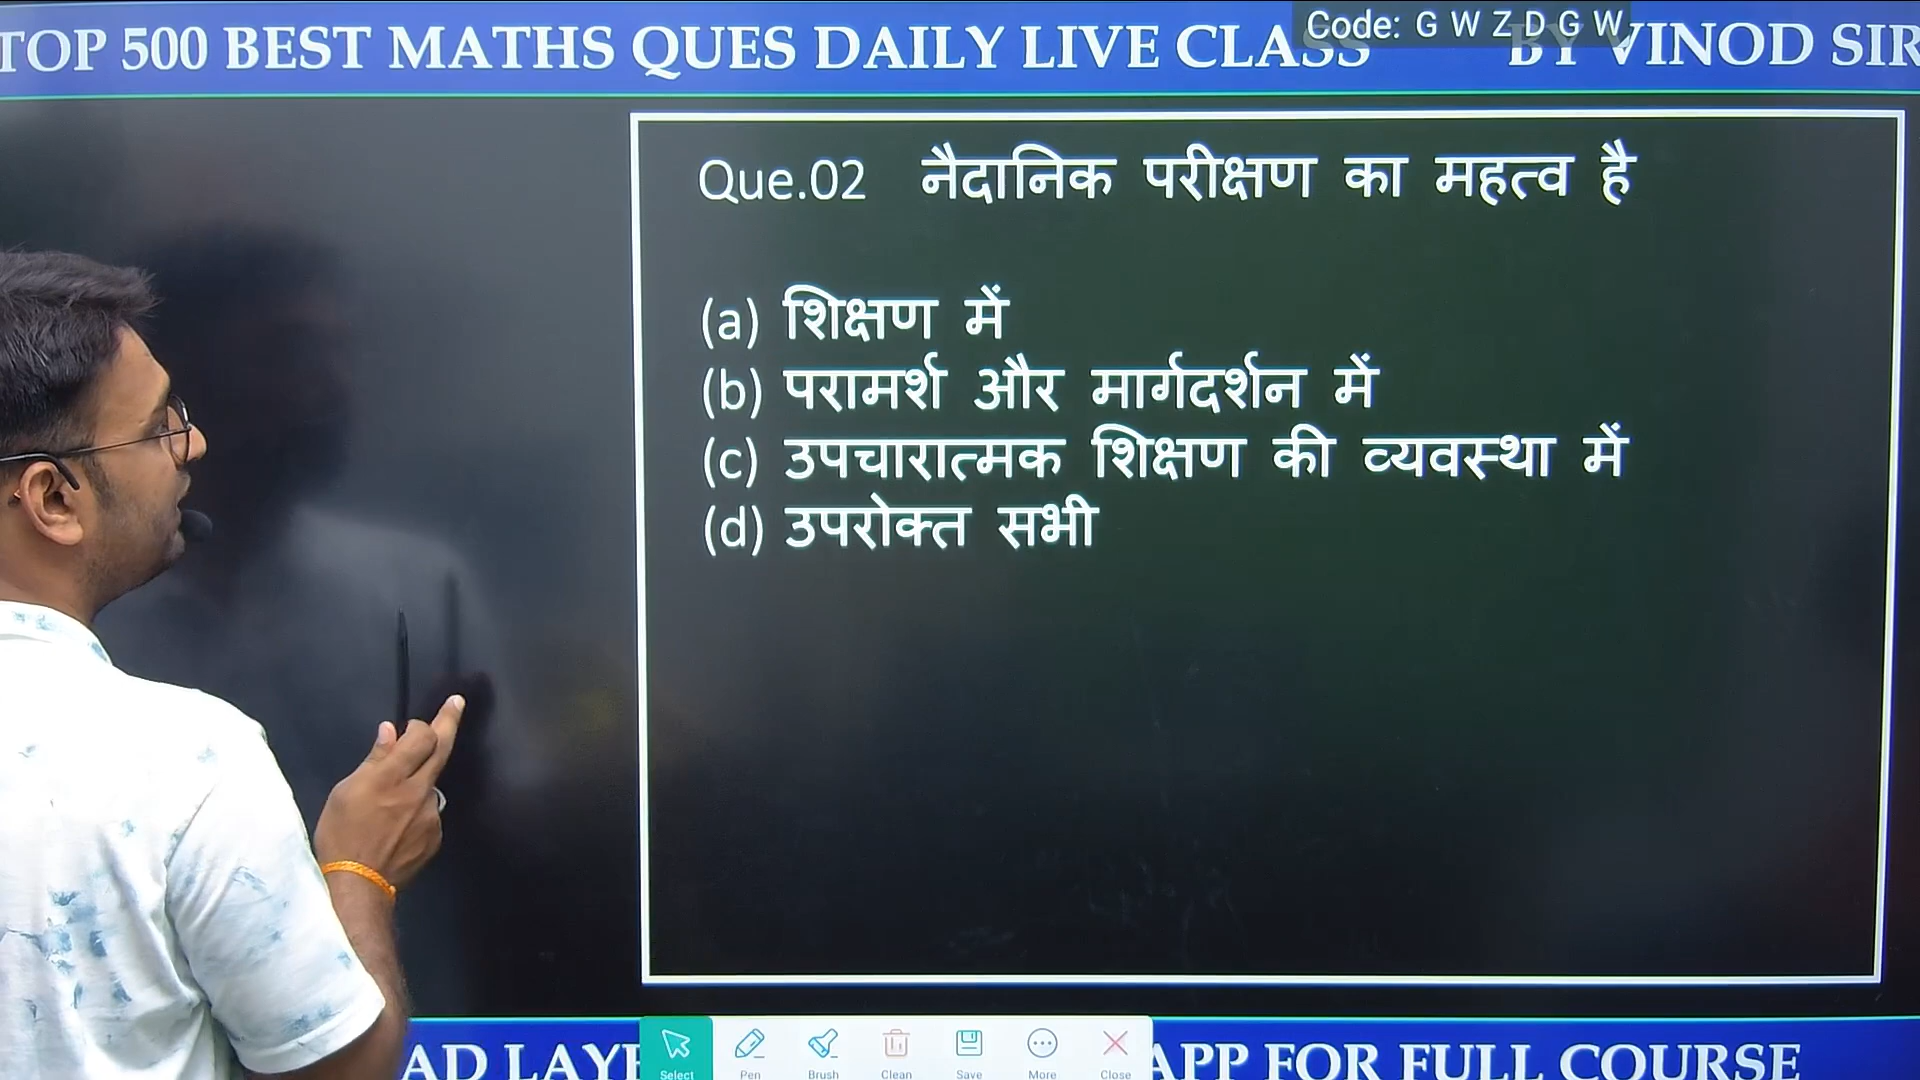 TOP 500 BEST MATHS QUES DAILY LIVE CLASS BY VINOD SIR
Code: G W Z D G W
Que.02 नैदानिक परीक्षण का महत्व है
(a) शिक्षण में
(b) परामर्श और मार्गदर्शन में
(c) उपचारात्मक शिक्षण की व्यवस्था में
(d) उपरोक्त सभी
AD LAYE APP FOR FULL COURSE
Select Pen Brush Clean Save More Close